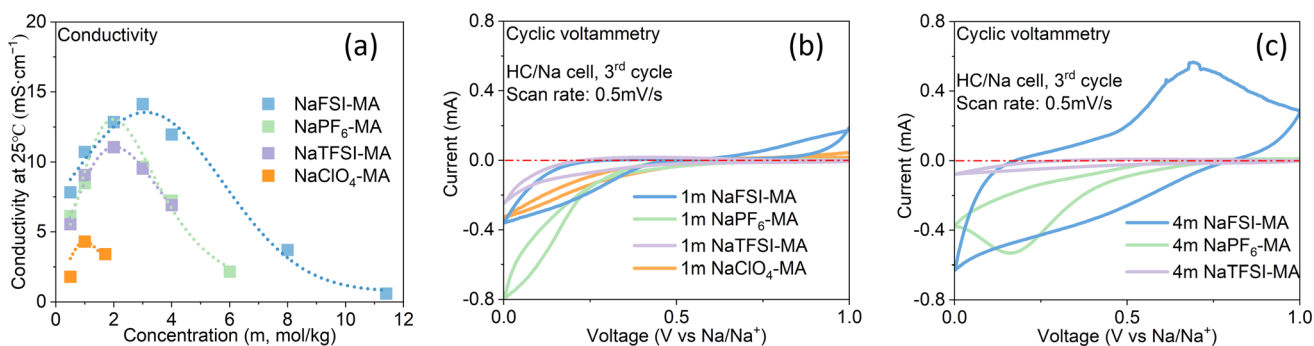 Conductivity
(a)
NaFSI-MA
NaPF₆-MA
NaTFSI-MA
NaClO₄-MA
Conductivity at 25℃ (mS·cm⁻¹)
20
15
10
5
0
0 2 4 6 8 10 12
Concentration (m, mol/kg)
Cyclic voltammetry
(b)
HC/Na cell, 3ʳᵈ cycle
Scan rate: 0.5mV/s
1m NaFSI-MA
1m NaPF₆-MA
1m NaTFSI-MA
1m NaClO₄-MA
Current (mA)
0.8
0.4
0.0
-0.4
-0.8
0.0 0.5 1.0
Voltage (V vs Na/Na⁺)
Cyclic voltammetry
(c)
HC/Na cell, 3ʳᵈ cycle
Scan rate: 0.5mV/s
4m NaFSI-MA
4m NaPF₆-MA
4m NaTFSI-MA
Current (mA)
0.8
0.4
0.0
-0.4
-0.8
0.0 0.5 1.0
Voltage (V vs Na/Na⁺)